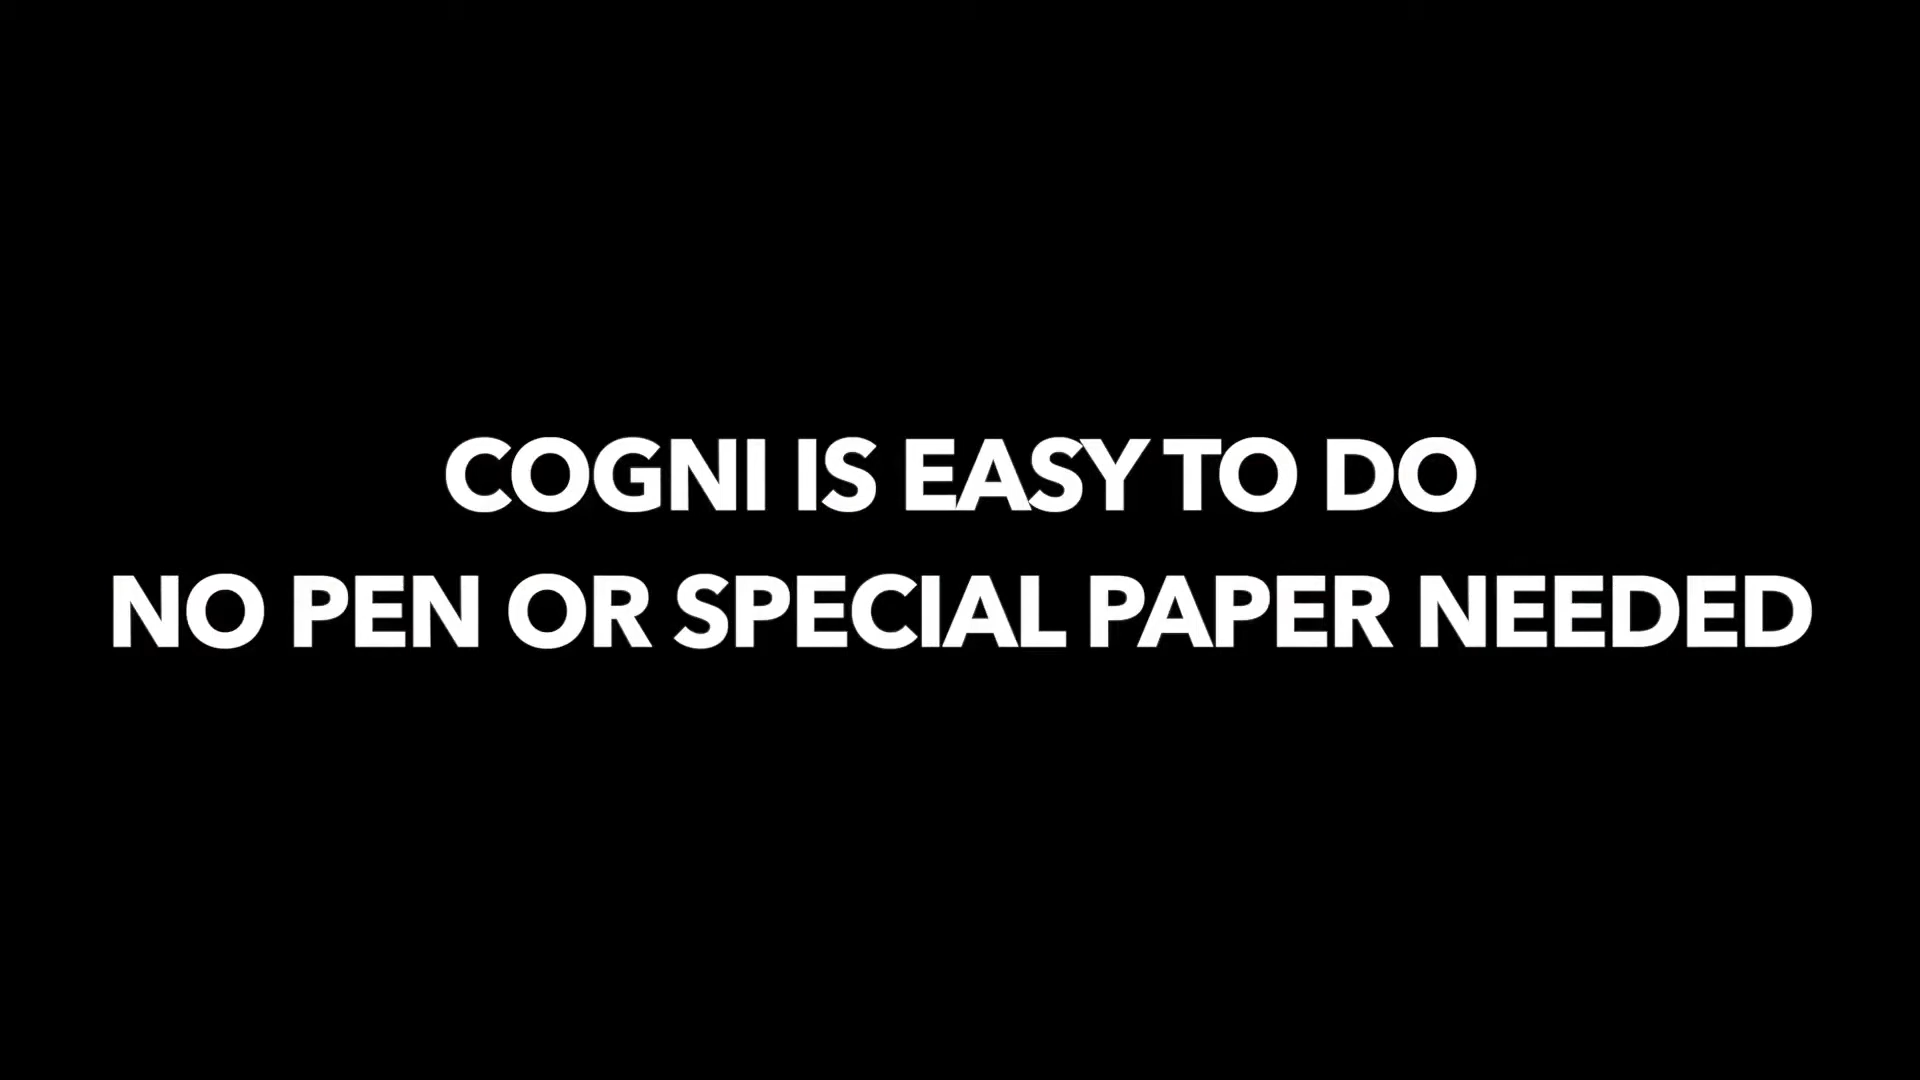 COGNI IS EASY TO DO
NO PEN OR SPECIAL PAPER NEEDED